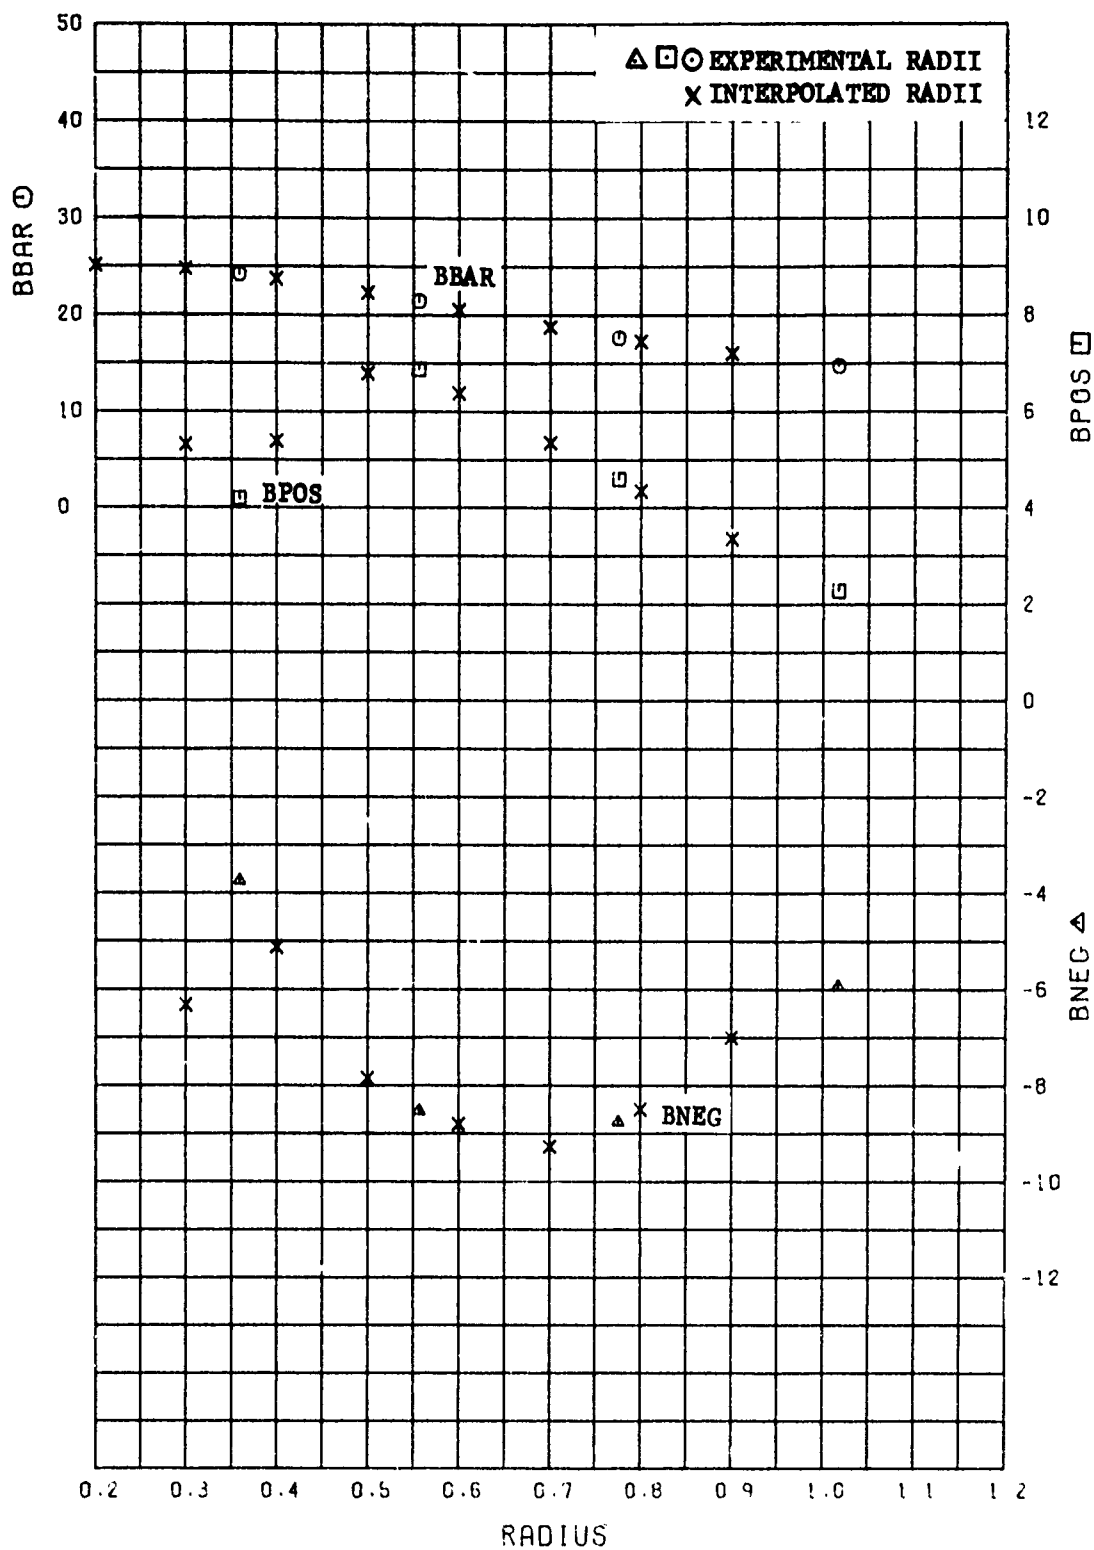 50
40
30
20
10
0
BBAR
EXPERIMENTAL RADII
INTERPOLATED RADII
12
10
8
6
4
2
0
-2
-4
-6
-8
-10
-12
BPOS
BNEG
BBAR
BPOS
BNEG
0.2 0.3 0.4 0.5 0.6 0.7 0.8 0 9 1.0 1 1 1 2
RADIUS